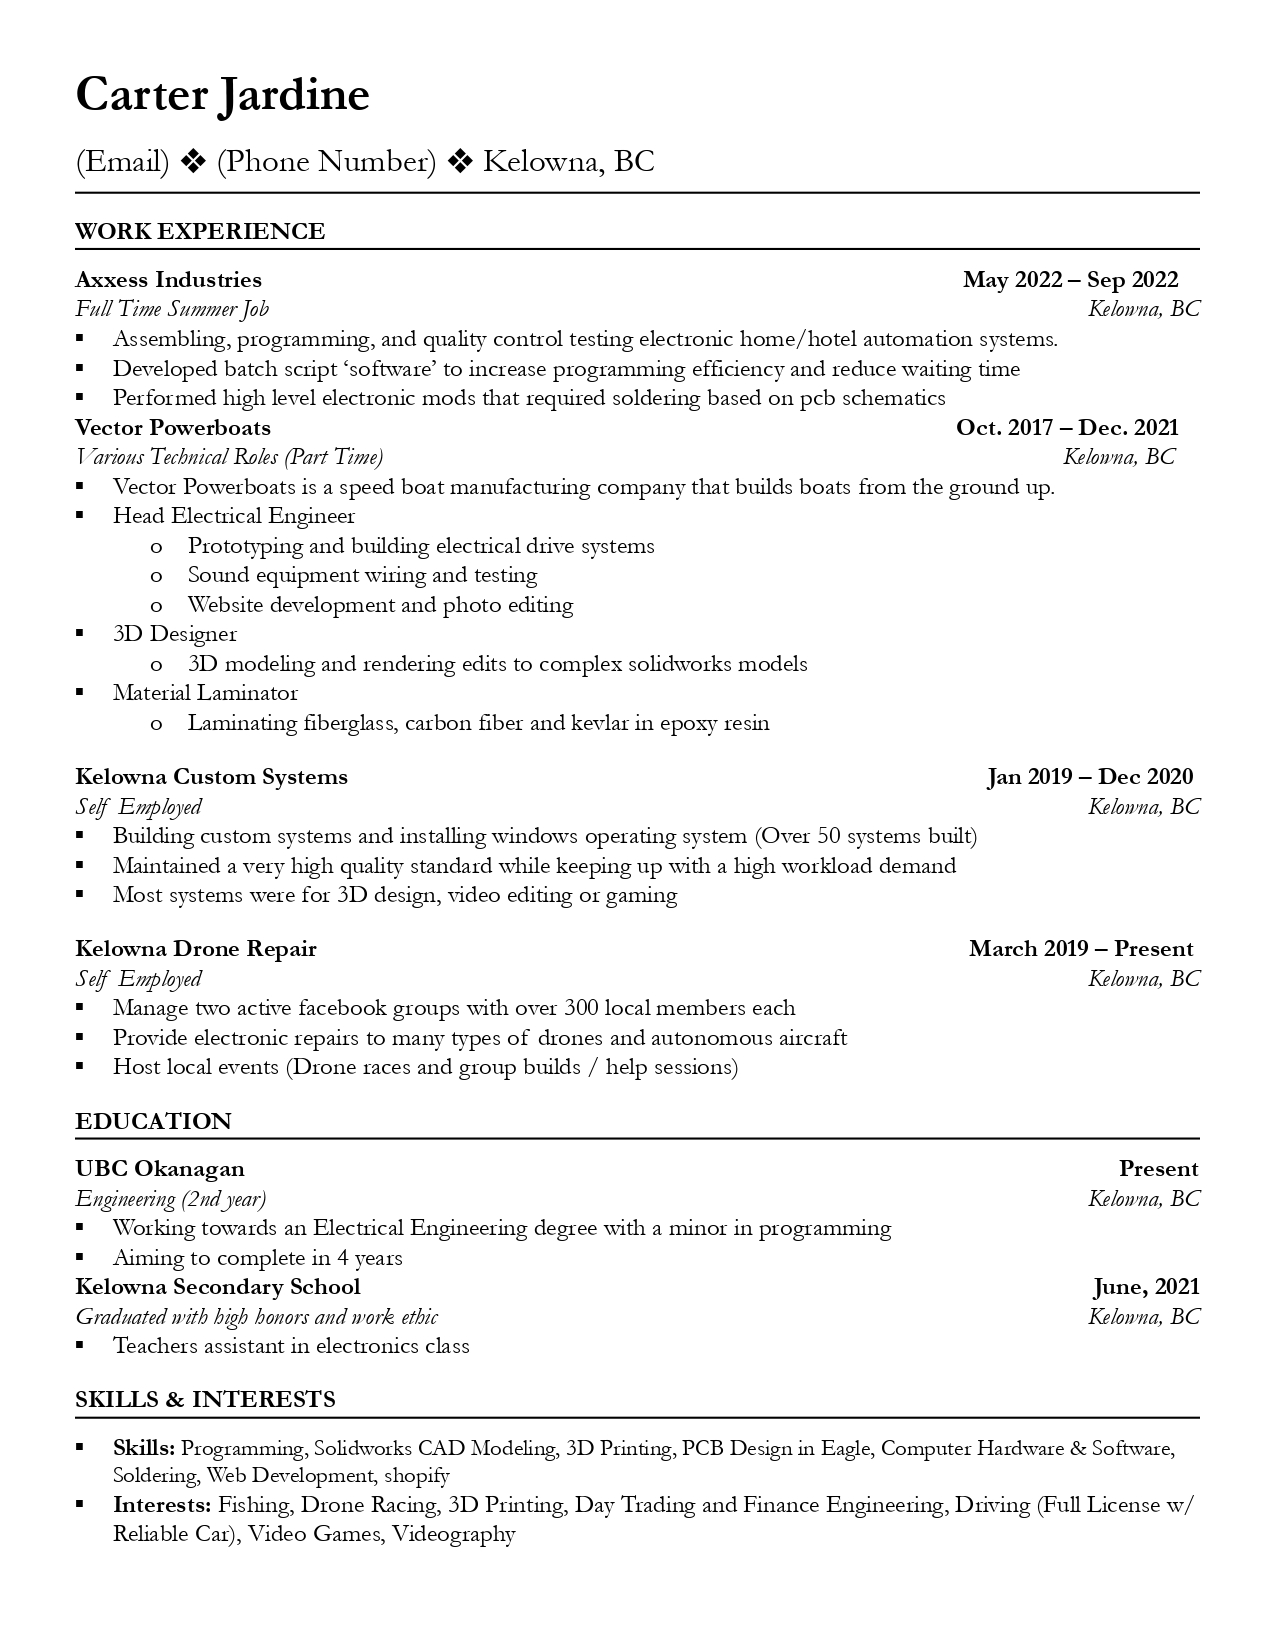 Carter Jardine
(Email) ❖ (Phone Number) ❖ Kelowna, BC
WORK EXPERIENCE
Axxess Industries May 2022 – Sep 2022
Full Time Summer Job Kelowna, BC
▪ Assembling, programming, and quality control testing electronic home/hotel automation systems.
▪ Developed batch script ‘software’ to increase programming efficiency and reduce waiting time
▪ Performed high level electronic mods that required soldering based on pcb schematics
Vector Powerboats Oct. 2017 – Dec. 2021
Various Technical Roles (Part Time) Kelowna, BC
▪ Vector Powerboats is a speed boat manufacturing company that builds boats from the ground up.
▪ Head Electrical Engineer
o Prototyping and building electrical drive systems
o Sound equipment wiring and testing
o Website development and photo editing
▪ 3D Designer
o 3D modeling and rendering edits to complex solidworks models
▪ Material Laminator
o Laminating fiberglass, carbon fiber and kevlar in epoxy resin
Kelowna Custom Systems Jan 2019 – Dec 2020
Self Employed Kelowna, BC
▪ Building custom systems and installing windows operating system (Over 50 systems built)
▪ Maintained a very high quality standard while keeping up with a high workload demand
▪ Most systems were for 3D design, video editing or gaming
Kelowna Drone Repair March 2019 – Present
Self Employed Kelowna, BC
▪ Manage two active facebook groups with over 300 local members each
▪ Provide electronic repairs to many types of drones and autonomous aircraft
▪ Host local events (Drone races and group builds / help sessions)
EDUCATION
UBC Okanagan Present
Engineering (2nd year) Kelowna, BC
▪ Working towards an Electrical Engineering degree with a minor in programming
▪ Aiming to complete in 4 years
Kelowna Secondary School June, 2021
Graduated with high honors and work ethic Kelowna, BC
▪ Teachers assistant in electronics class
SKILLS & INTERESTS
▪ Skills: Programming, Solidworks CAD Modeling, 3D Printing, PCB Design in Eagle, Computer Hardware & Software,
Soldering, Web Development, shopify
▪ Interests: Fishing, Drone Racing, 3D Printing, Day Trading and Finance Engineering, Driving (Full License w/
Reliable Car), Video Games, Videography